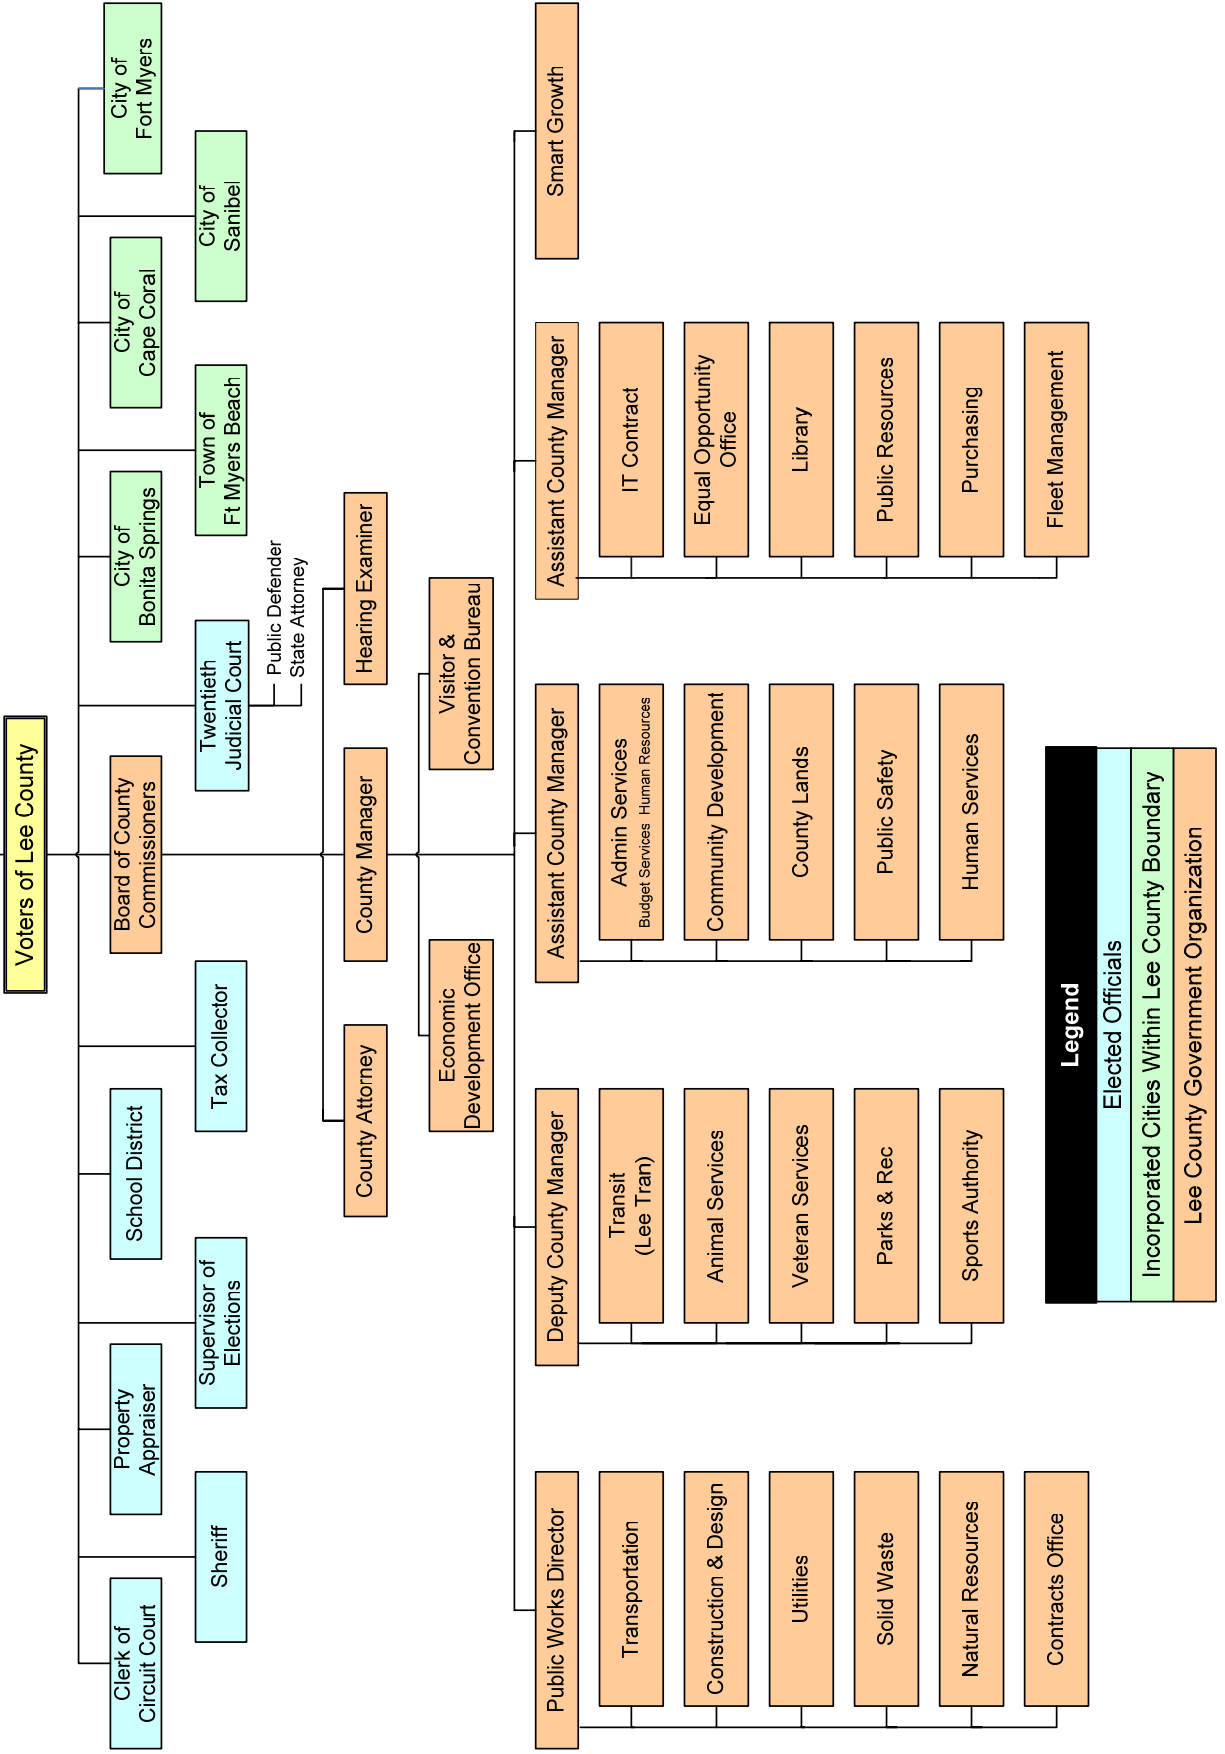 Voters of Lee County
Clerk of
Circuit Court
Property
Appraiser
School District
Board of County
Commissioners
City of
Bonita Springs
City of
Cape Coral
City of
Fort Myers
Sheriff
Supervisor of
Elections
Tax Collector
Twentieth
Judicial Court
Town of
Ft Myers Beach
City of
Sanibel
Public Defender
State Attorney
County Attorney
County Manager
Hearing Examiner
Economic
Development Office
Visitor &
Convention Bureau
Public Works Director
Transportation
Construction & Design
Utilities
Solid Waste
Natural Resources
Contracts Office
Deputy County Manager
Transit
(Lee Tran)
Animal Services
Veteran Services
Parks & Rec
Sports Authority
Assistant County Manager
Admin Services
Budget Services Human Resources
Community Development
County Lands
Public Safety
Human Services
Assistant County Manager
IT Contract
Equal Opportunity
Office
Library
Public Resources
Purchasing
Fleet Management
Smart Growth
Legend
Elected Officials
Incorporated Cities Within Lee County Boundary
Lee County Government Organization